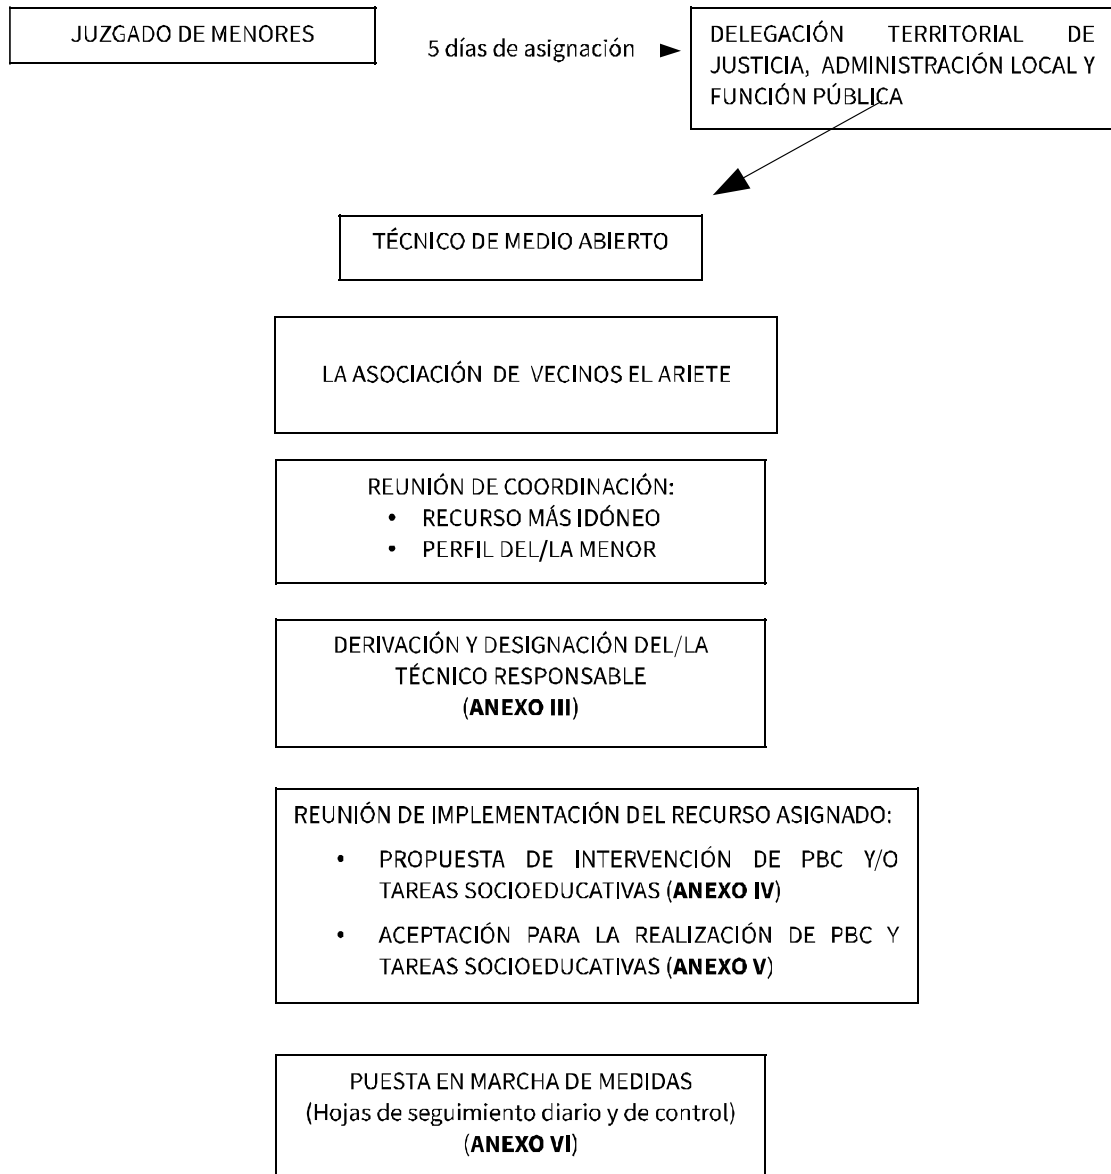 JUZGADO DE MENORES
5 días de asignación
DELEGACIÓN TERRITORIAL DE
JUSTICIA, ADMINISTRACIÓN LOCAL Y
FUNCIÓN PÚBLICA
TÉCNICO DE MEDIO ABIERTO
LA ASOCIACIÓN DE VECINOS EL ARIETE
REUNIÓN DE COORDINACIÓN:
• RECURSO MÁS IDÓNEO
• PERFIL DEL/LA MENOR
DERIVACIÓN Y DESIGNACIÓN DEL/LA
TÉCNICO RESPONSABLE
(ANEXO III)
REUNIÓN DE IMPLEMENTACIÓN DEL RECURSO ASIGNADO:
• PROPUESTA DE INTERVENCIÓN DE PBC Y/O
TAREAS SOCIOEDUCATIVAS (ANEXO IV)
• ACEPTACIÓN PARA LA REALIZACIÓN DE PBC Y
TAREAS SOCIOEDUCATIVAS (ANEXO V)
PUESTA EN MARCHA DE MEDIDAS
(Hojas de seguimiento diario y de control)
(ANEXO VI)